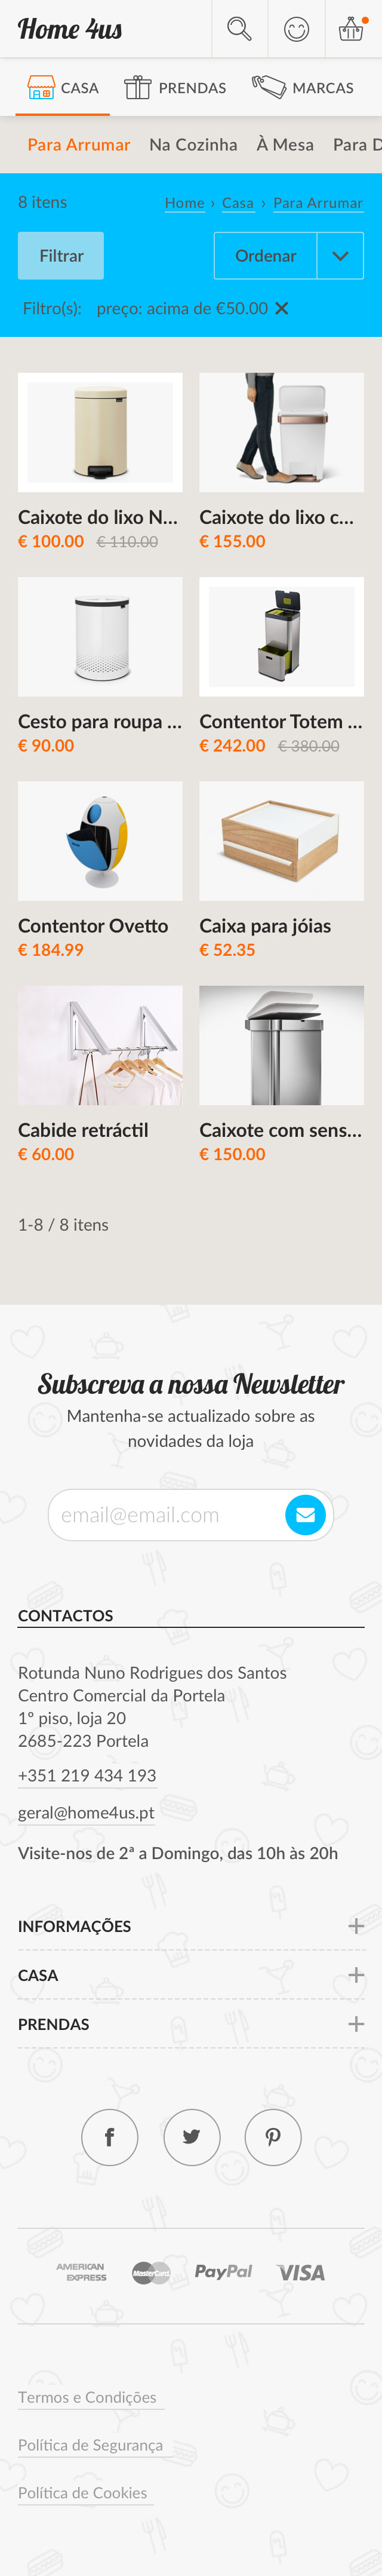 Home 4us
CASA
PRENDAS
MARCAS
Para Arrumar
Na Cozinha
À Mesa
Para D
8 itens
Home › Casa › Para Arrumar
Filtrar
Ordenar
Filtro(s): preço: acima de €50.00
Caixote do lixo N...
€ 100.00 € 110.00
Caixote do lixo c...
€ 155.00
Cesto para roupa ...
€ 90.00
Contentor Totem ...
€ 242.00 € 380.00
Contentor Ovetto
€ 184.99
Caixa para jóias
€ 52.35
Cabide retráctil
€ 60.00
Caixote com sens...
€ 150.00
1-8 / 8 itens
Subscreva a nossa Newsletter
Mantenha-se actualizado sobre as
novidades da loja
email@email.com
CONTACTOS
Rotunda Nuno Rodrigues dos Santos
Centro Comercial da Portela
1º piso, loja 20
2685-223 Portela
+351 219 434 193
geral@home4us.pt
Visite-nos de 2ª a Domingo, das 10h às 20h
INFORMAÇÕES
CASA
PRENDAS
AMERICAN
EXPRESS
MasterCard
PayPal
VISA
Termos e Condições
Política de Segurança
Política de Cookies